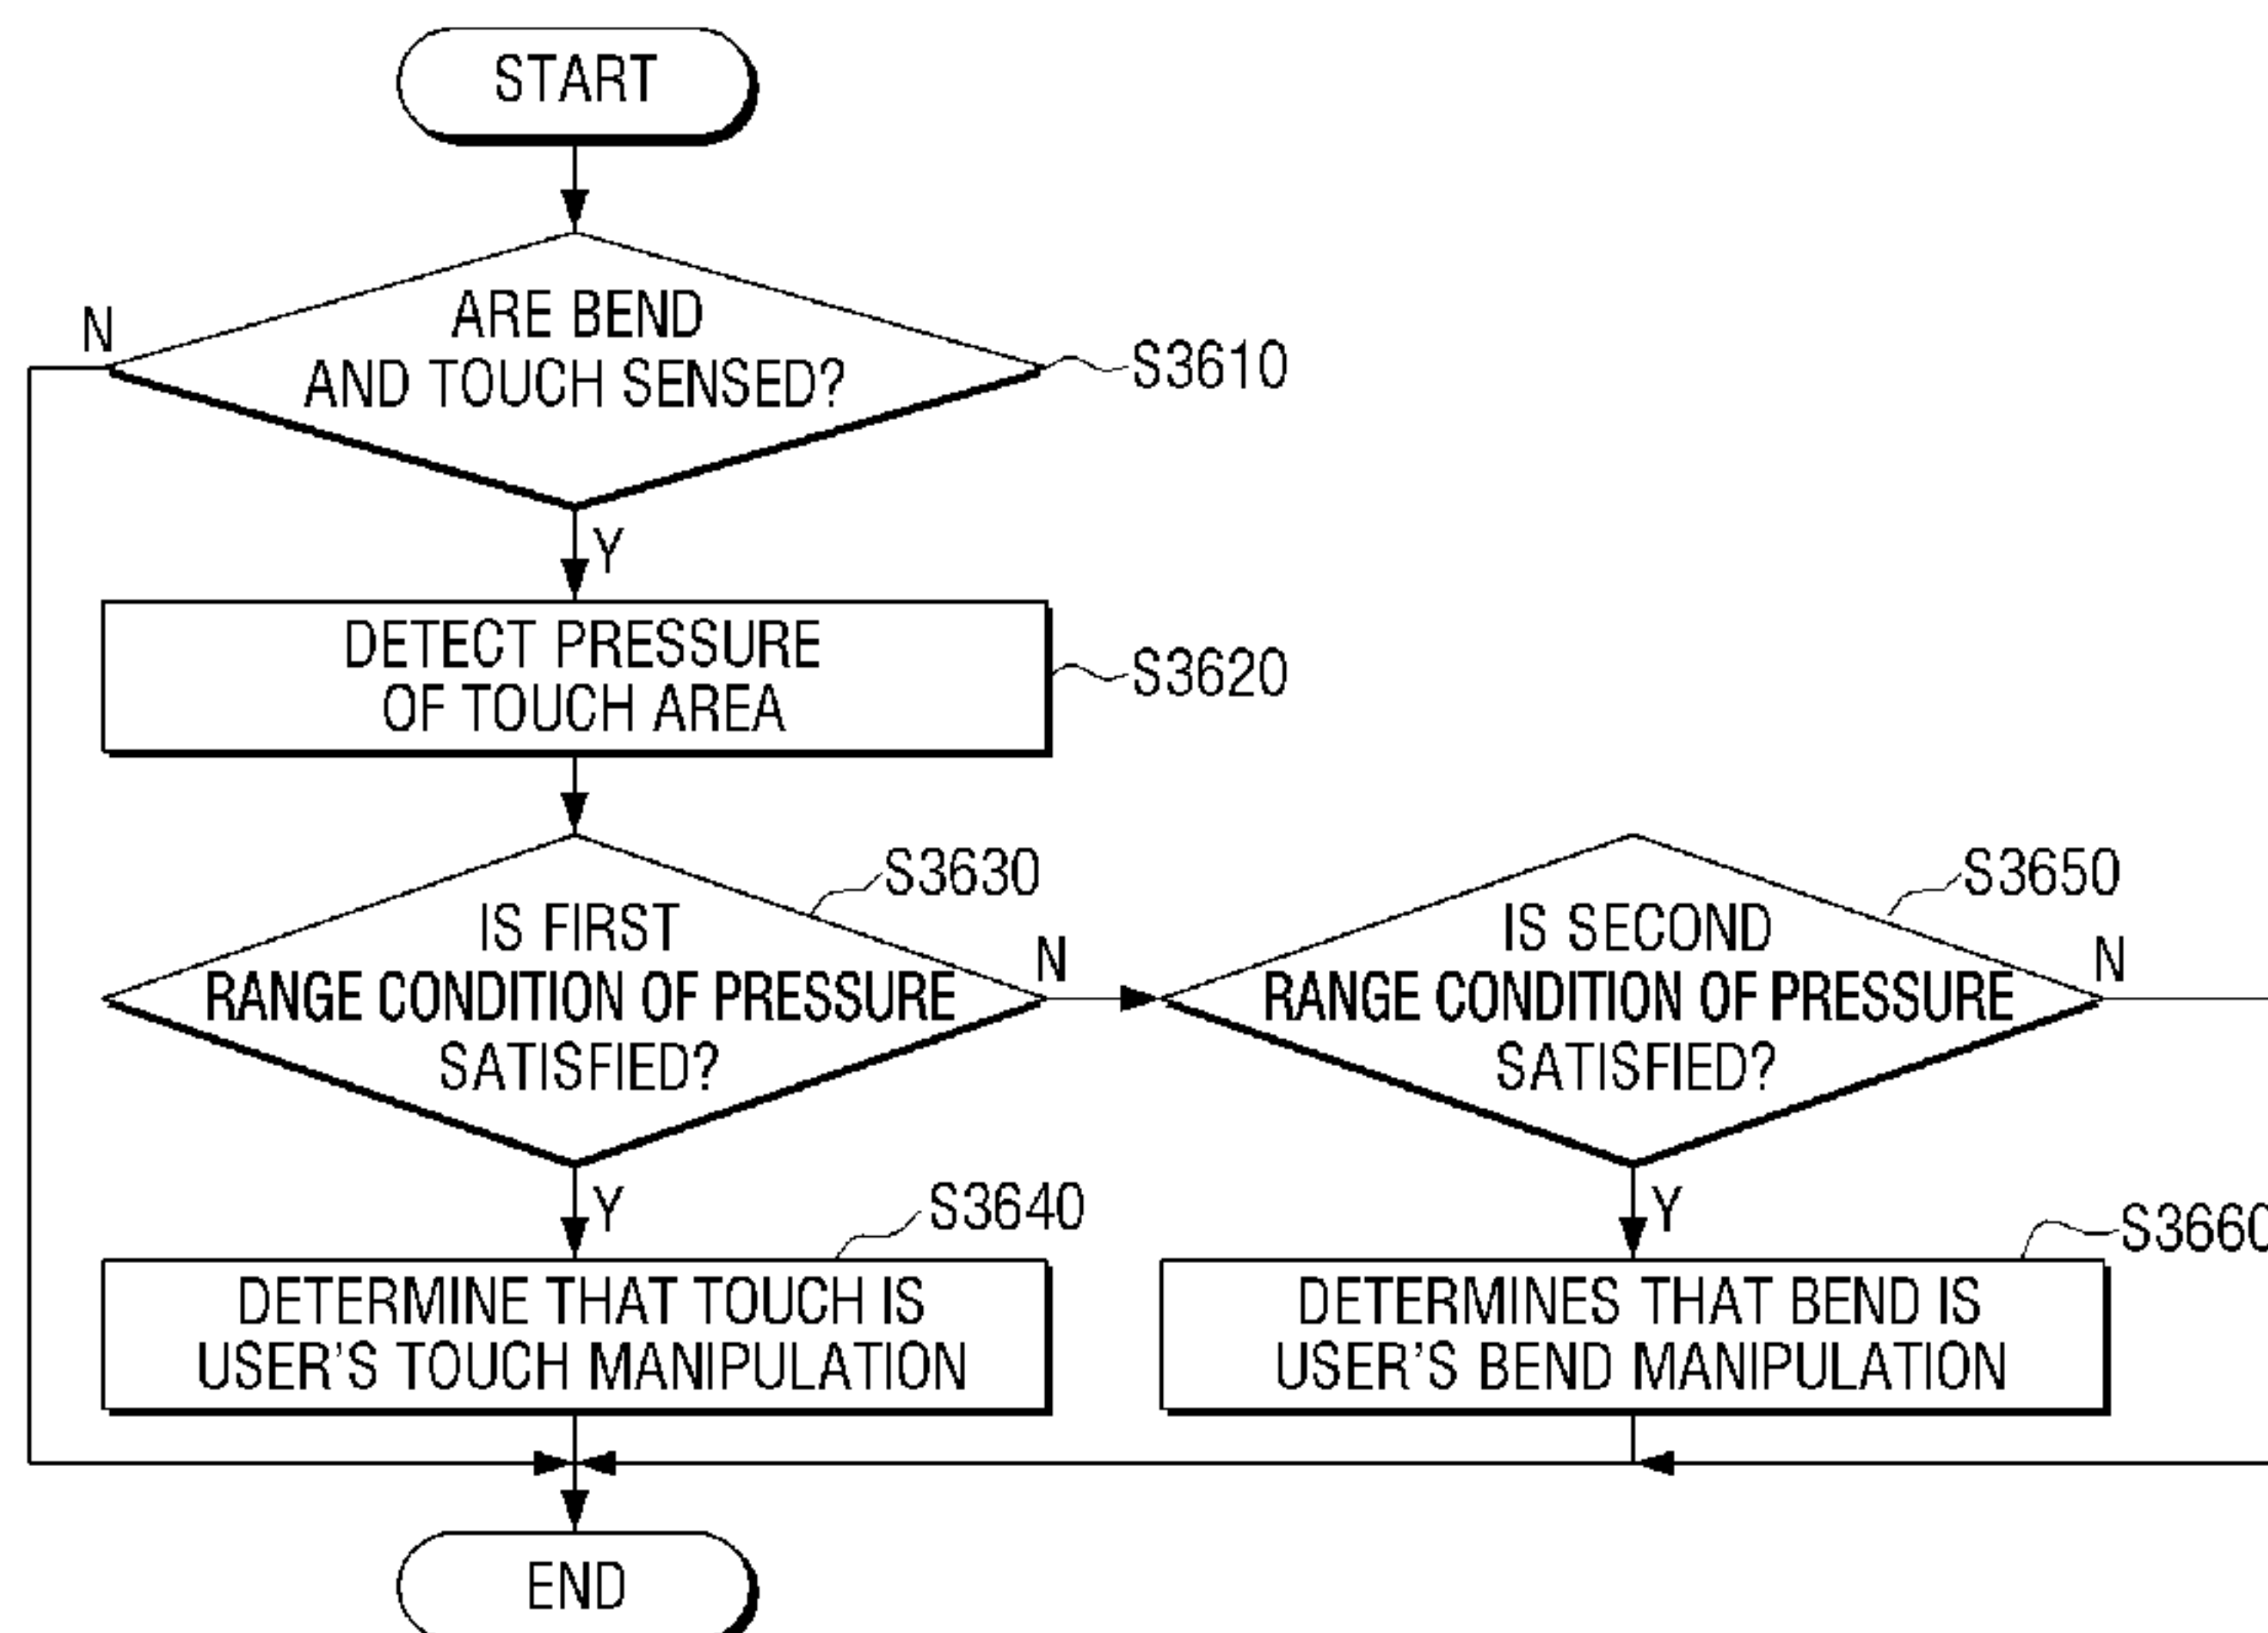 START
N
ARE BEND
AND TOUCH SENSED?
S3610
Y
DETECT PRESSURE
OF TOUCH AREA
S3620
S3630
IS FIRST
RANGE CONDITION OF PRESSURE
SATISFIED?
N
S3650
IS SECOND
RANGE CONDITION OF PRESSURE
SATISFIED?
N
Y
S3640
DETERMINE THAT TOUCH IS
USER'S TOUCH MANIPULATION
Y
S3660
DETERMINES THAT BEND IS
USER'S BEND MANIPULATION
END